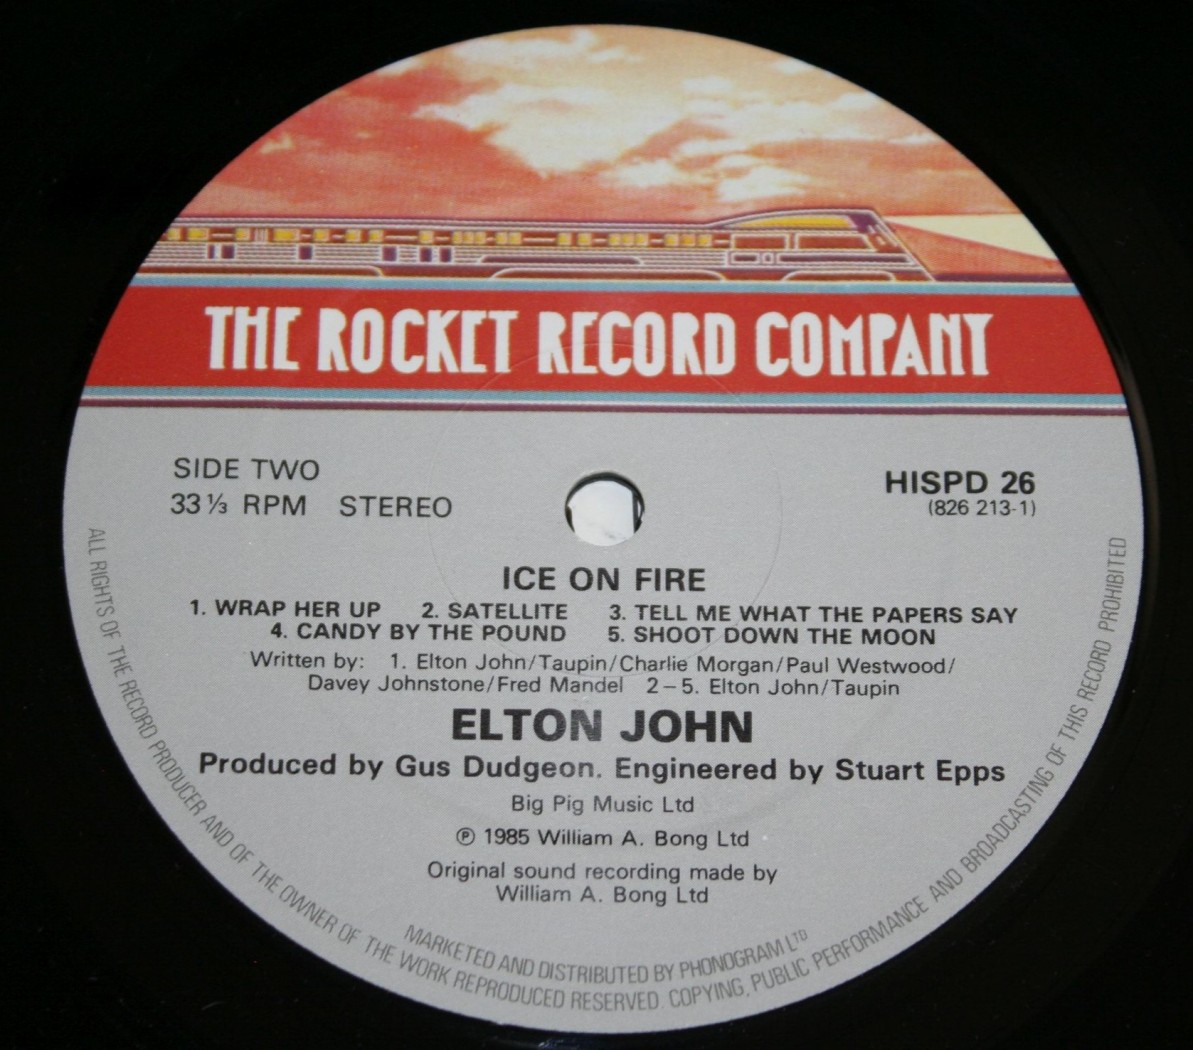 THE ROCKET RECORD COMPANY
SIDE TWO
33⅓ RPM STEREO
HISPD 26
(826 213-1)
ICE ON FIRE
1. WRAP HER UP 2. SATELLITE 3. TELL ME WHAT THE PAPERS SAY
4. CANDY BY THE POUND 5. SHOOT DOWN THE MOON
Written by: 1. Elton John/Taupin/Charlie Morgan/Paul Westwood/
Davey Johnstone/Fred Mandel 2–5. Elton John/Taupin
ELTON JOHN
Produced by Gus Dudgeon. Engineered by Stuart Epps
Big Pig Music Ltd
℗ 1985 William A. Bong Ltd
Original sound recording made by
William A. Bong Ltd
MARKETED AND DISTRIBUTED BY PHONOGRAM LTD
ALL RIGHTS OF THE RECORD PRODUCER AND OF THE OWNER OF THE WORK REPRODUCED RESERVED. COPYING, PUBLIC PERFORMANCE AND BROADCASTING OF THIS RECORD PROHIBITED